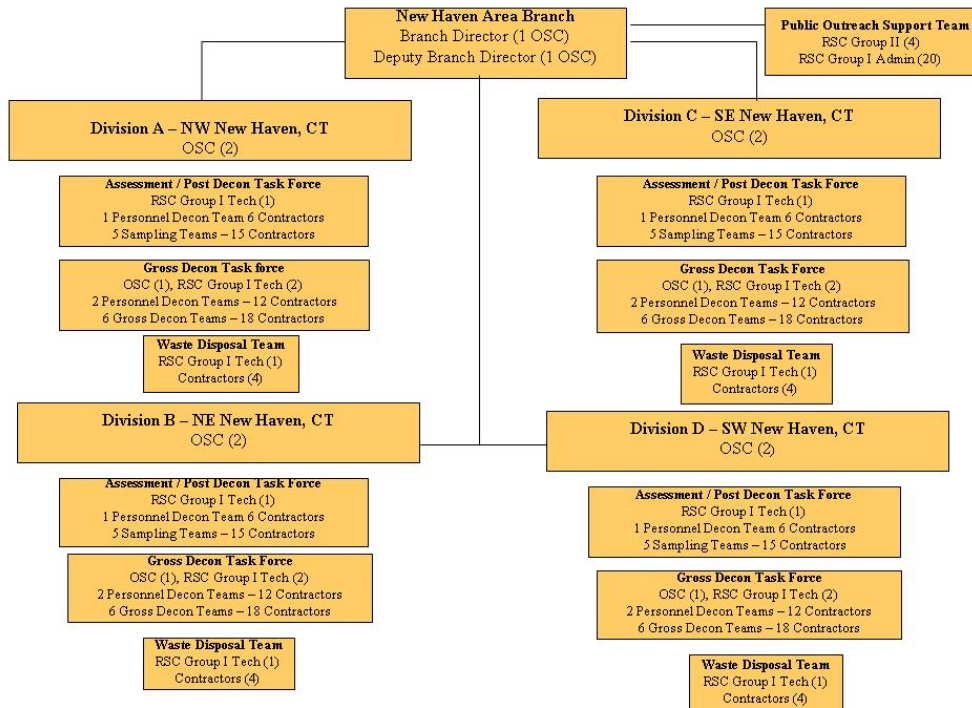 New Haven Area Branch
Branch Director (1 OSC)
Deputy Branch Director (1 OSC)
Public Outreach Support Team
RSC Group II (4)
RSC Group I Admin (20)
Division A – NW New Haven, CT
OSC (2)
Assessment / Post Decon Task Force
RSC Group I Tech (1)
1 Personnel Decon Team 6 Contractors
5 Sampling Teams – 15 Contractors
Gross Decon Task force
OSC (1), RSC Group I Tech (2)
2 Personnel Decon Teams – 12 Contractors
6 Gross Decon Teams – 18 Contractors
Waste Disposal Team
RSC Group I Tech (1)
Contractors (4)
Division C – SE New Haven, CT
OSC (2)
Assessment / Post Decon Task Force
RSC Group I Tech (1)
1 Personnel Decon Team 6 Contractors
5 Sampling Teams – 15 Contractors
Gross Decon Task Force
OSC (1), RSC Group I Tech (2)
2 Personnel Decon Teams – 12 Contractors
6 Gross Decon Teams – 18 Contractors
Waste Disposal Team
RSC Group I Tech (1)
Contractors (4)
Division B – NE New Haven, CT
OSC (2)
Assessment / Post Decon Task Force
RSC Group I Tech (1)
1 Personnel Decon Team 6 Contractors
5 Sampling Teams – 15 Contractors
Gross Decon Task Force
OSC (1), RSC Group I Tech (2)
2 Personnel Decon Teams – 12 Contractors
6 Gross Decon Teams – 18 Contractors
Waste Disposal Team
RSC Group I Tech (1)
Contractors (4)
Division D – SW New Haven, CT
OSC (2)
Assessment / Post Decon Task Force
RSC Group I Tech (1)
1 Personnel Decon Team 6 Contractors
5 Sampling Teams – 15 Contractors
Gross Decon Task Force
OSC (1), RSC Group I Tech (2)
2 Personnel Decon Teams – 12 Contractors
6 Gross Decon Teams – 18 Contractors
Waste Disposal Team
RSC Group I Tech (1)
Contractors (4)